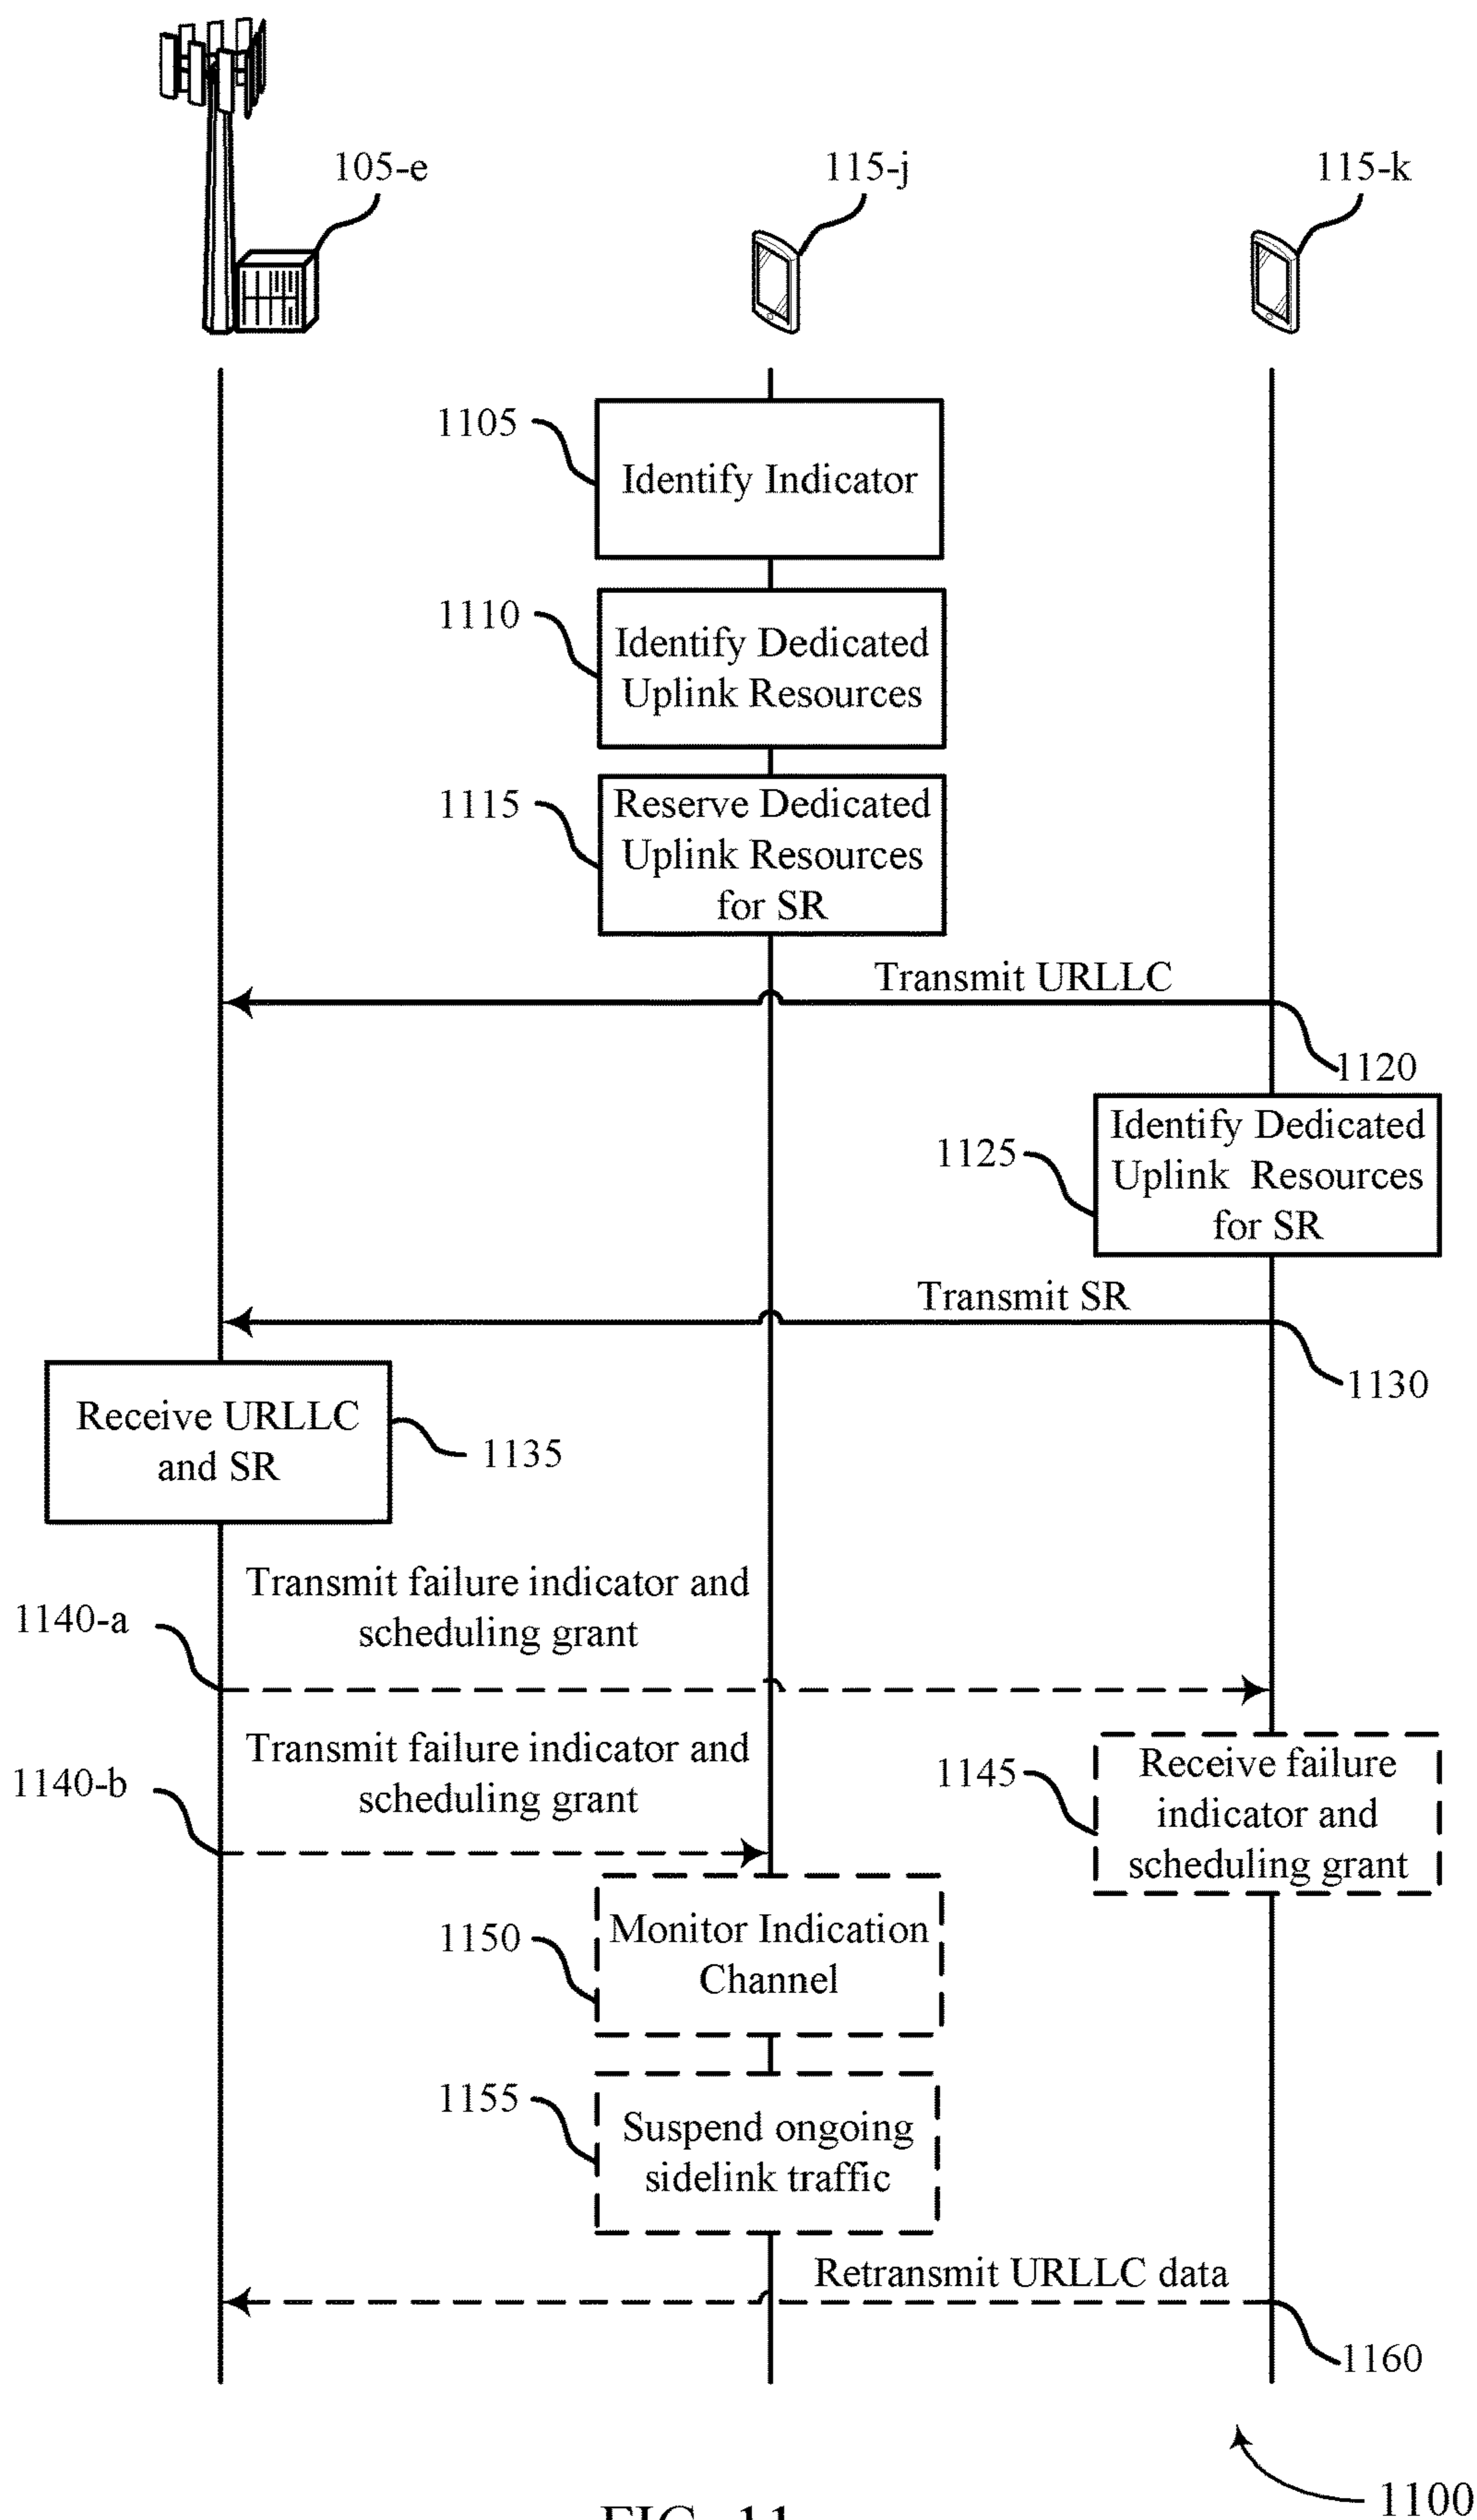 105-e
115-j
115-k
1105
Identify Indicator
1110
Identify Dedicated
Uplink Resources
1115
Reserve Dedicated
Uplink Resources
for SR
Transmit URLLC
1120
1125
Identify Dedicated
Uplink Resources
for SR
Transmit SR
1130
Receive URLLC
and SR
1135
Transmit failure indicator and
scheduling grant
1140-a
Transmit failure indicator and
scheduling grant
1140-b
1145
Receive failure
indicator and
scheduling grant
1150
Monitor Indication
Channel
1155
Suspend ongoing
sidelink traffic
Retransmit URLLC data
1160
1100
FIG. 11